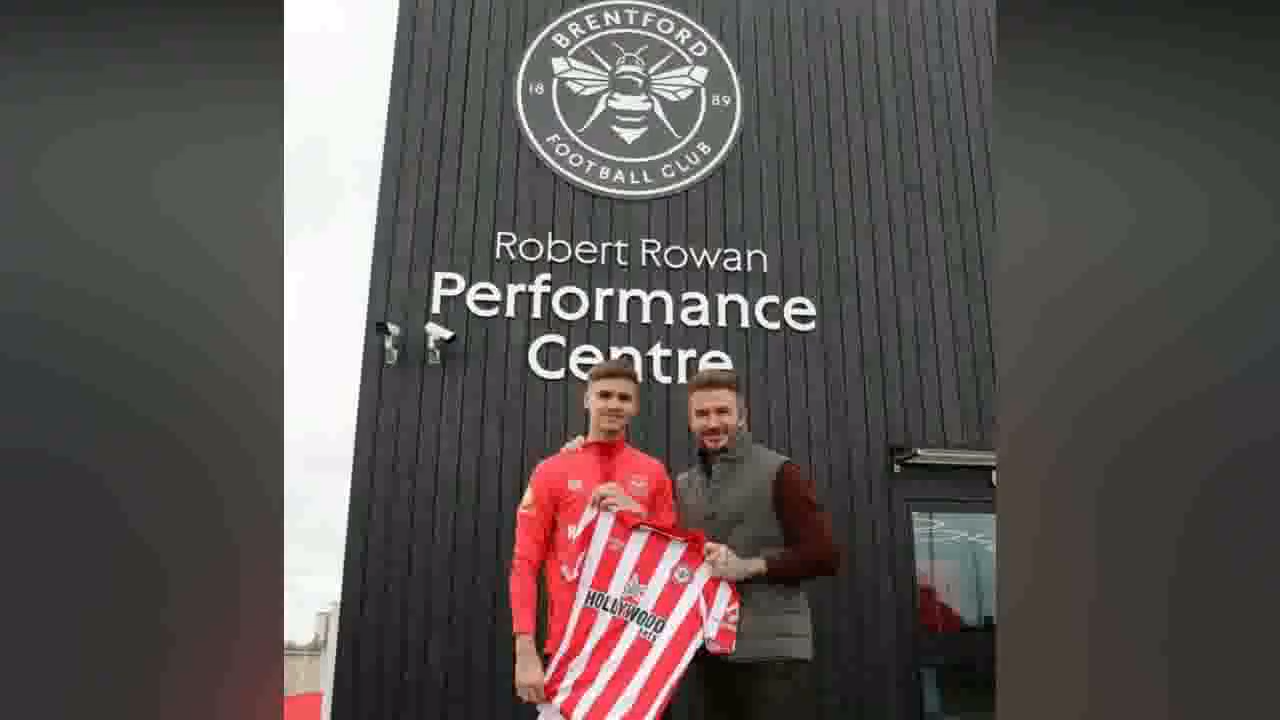 BRENTFORD
18 89
FOOTBALL CLUB
Robert Rowan
Performance
Centre
HOLLYWOOD